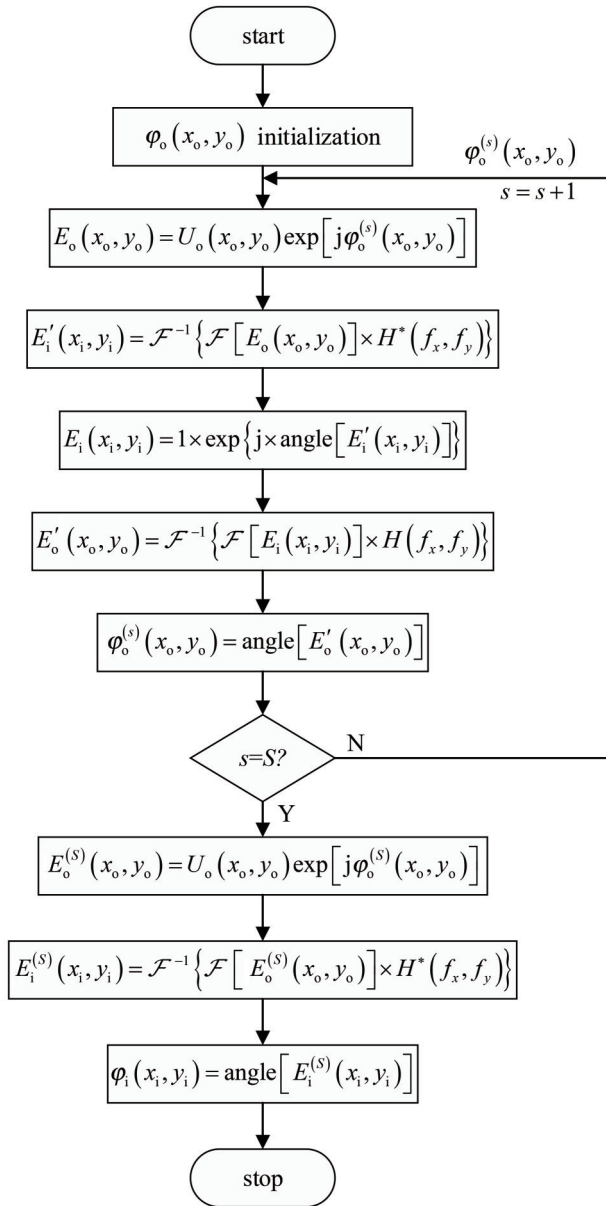 start
φₒ(xₒ, yₒ) initialization
φₒ⁽ˢ⁾(xₒ, yₒ)
s = s + 1
Eₒ(xₒ, yₒ) = Uₒ(xₒ, yₒ) exp[jφₒ⁽ˢ⁾(xₒ, yₒ)]
E′ᵢ(xᵢ, yᵢ) = ℱ⁻¹{ℱ[Eₒ(xₒ, yₒ)] × H*(fₓ, f_y)}
Eᵢ(xᵢ, yᵢ) = 1 × exp{j × angle[E′ᵢ(xᵢ, yᵢ)]}
E′ₒ(xₒ, yₒ) = ℱ⁻¹{ℱ[Eᵢ(xᵢ, yᵢ)] × H(fₓ, f_y)}
φₒ⁽ˢ⁾(xₒ, yₒ) = angle[E′ₒ(xₒ, yₒ)]
s=S?
N
Y
Eₒ^(S)(xₒ, yₒ) = Uₒ(xₒ, yₒ) exp[jφₒ^(S)(xₒ, yₒ)]
Eᵢ^(S)(xᵢ, yᵢ) = ℱ⁻¹{ℱ[Eₒ^(S)(xₒ, yₒ)] × H*(fₓ, f_y)}
φᵢ(xᵢ, yᵢ) = angle[Eᵢ^(S)(xᵢ, yᵢ)]
stop